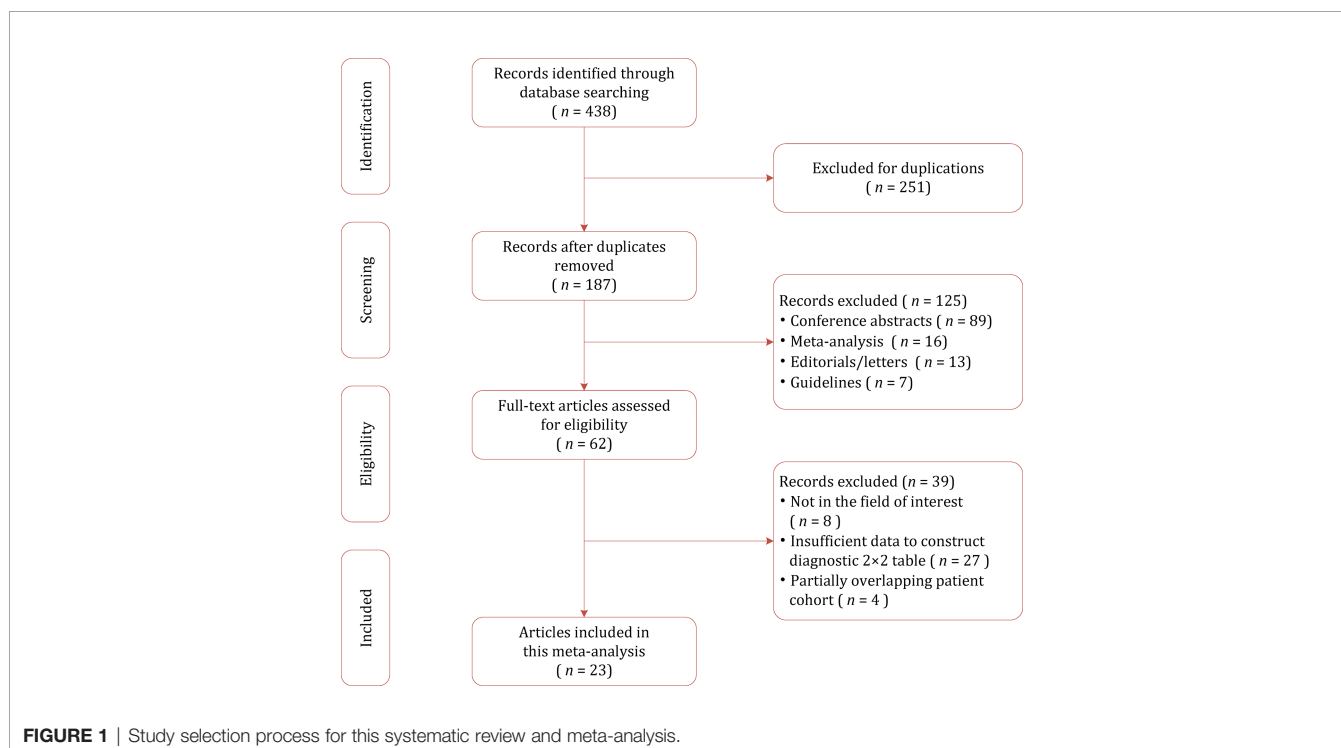 Identification
Records identified through
database searching
( n = 438)
Excluded for duplications
( n = 251)
Screening
Records after duplicates
removed
( n = 187)
Records excluded ( n = 125)
• Conference abstracts ( n = 89)
• Meta-analysis ( n = 16)
• Editorials/letters ( n = 13)
• Guidelines ( n = 7)
Eligibility
Full-text articles assessed
for eligibility
( n = 62)
Records excluded (n = 39)
• Not in the field of interest
( n = 8 )
• Insufficient data to construct
diagnostic 2×2 table ( n = 27 )
• Partially overlapping patient
cohort ( n = 4 )
Included
Articles included in
this meta-analysis
( n = 23)
FIGURE 1 | Study selection process for this systematic review and meta-analysis.